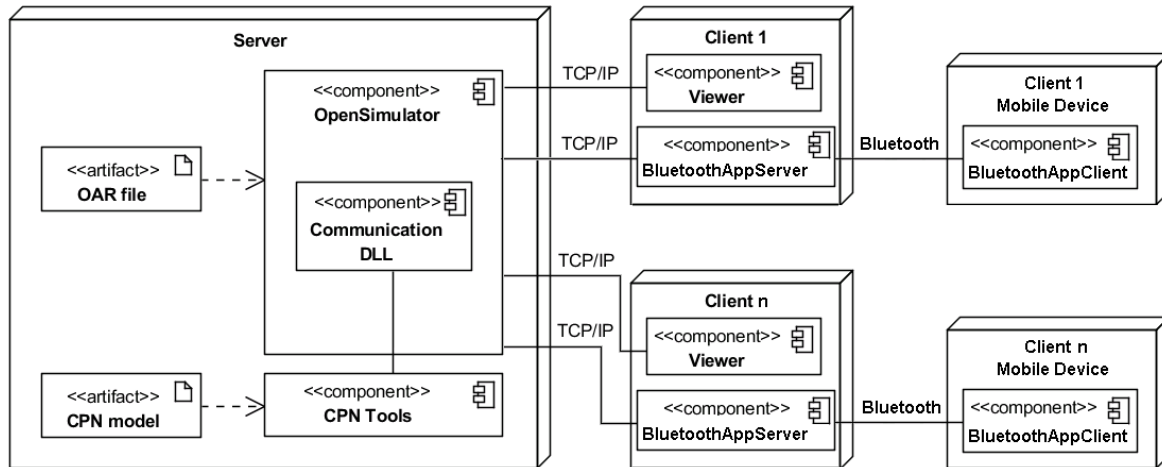 Server
<<component>>
OpenSimulator
<<artifact>>
OAR file
<<component>>
Communication
DLL
<<artifact>>
CPN model
<<component>>
CPN Tools
TCP/IP
TCP/IP
TCP/IP
TCP/IP
Client 1
<<component>>
Viewer
<<component>>
BluetoothAppServer
Bluetooth
Client 1
Mobile Device
<<component>>
BluetoothAppClient
Client n
<<component>>
Viewer
<<component>>
BluetoothAppServer
Bluetooth
Client n
Mobile Device
<<component>>
BluetoothAppClient